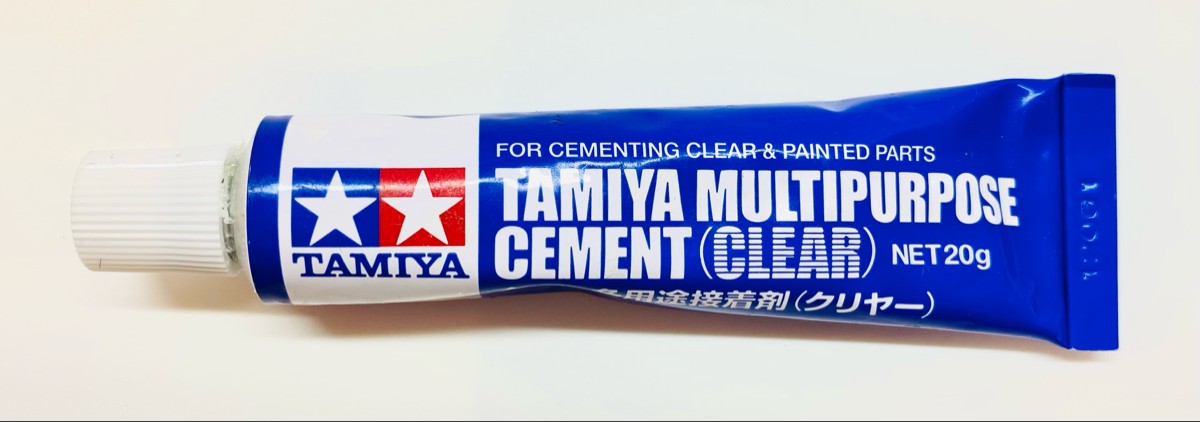 TAMIYA
FOR CEMENTING CLEAR & PAINTED PARTS
TAMIYA MULTIPURPOSE
CEMENT (CLEAR) NET 20g
用途接着剤(クリヤー)